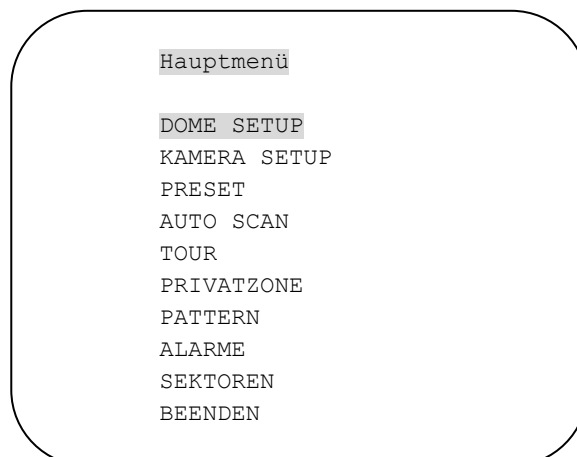 Hauptmenü
DOME SETUP
KAMERA SETUP
PRESET
AUTO SCAN
TOUR
PRIVATZONE
PATTERN
ALARME
SEKTOREN
BEENDEN